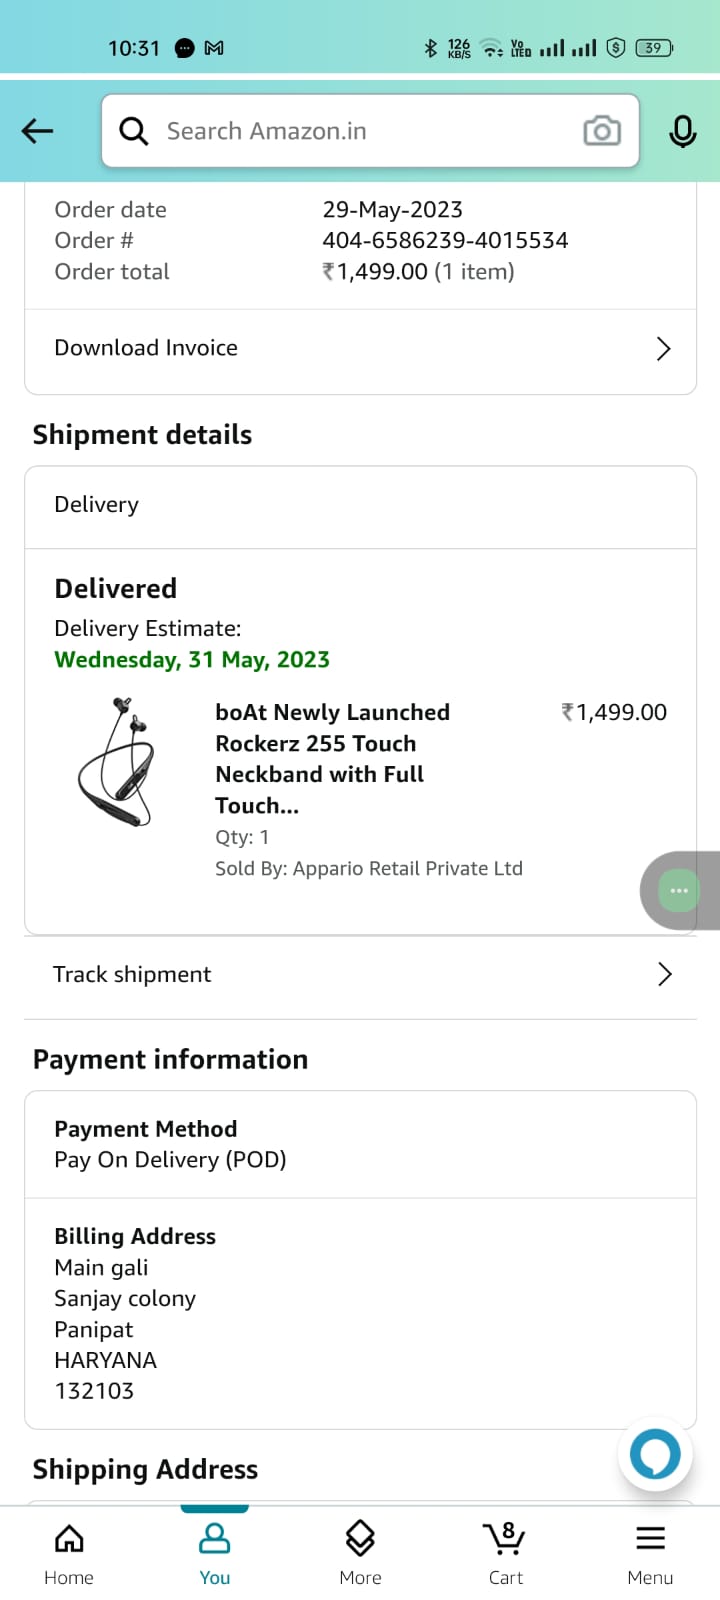 10:31
126 KB/S Vo LTED 39
Search Amazon.in
Order date 29-May-2023
Order # 404-6586239-4015534
Order total ₹1,499.00 (1 item)
Download Invoice
Shipment details
Delivery
Delivered
Delivery Estimate:
Wednesday, 31 May, 2023
boAt Newly Launched ₹1,499.00
Rockerz 255 Touch
Neckband with Full
Touch...
Qty: 1
Sold By: Appario Retail Private Ltd
Track shipment
Payment information
Payment Method
Pay On Delivery (POD)
Billing Address
Main gali
Sanjay colony
Panipat
HARYANA
132103
Shipping Address
8
Home You More Cart Menu